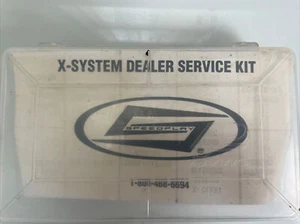 X-SYSTEM DEALER SERVICE KIT
SPEEDPLAY